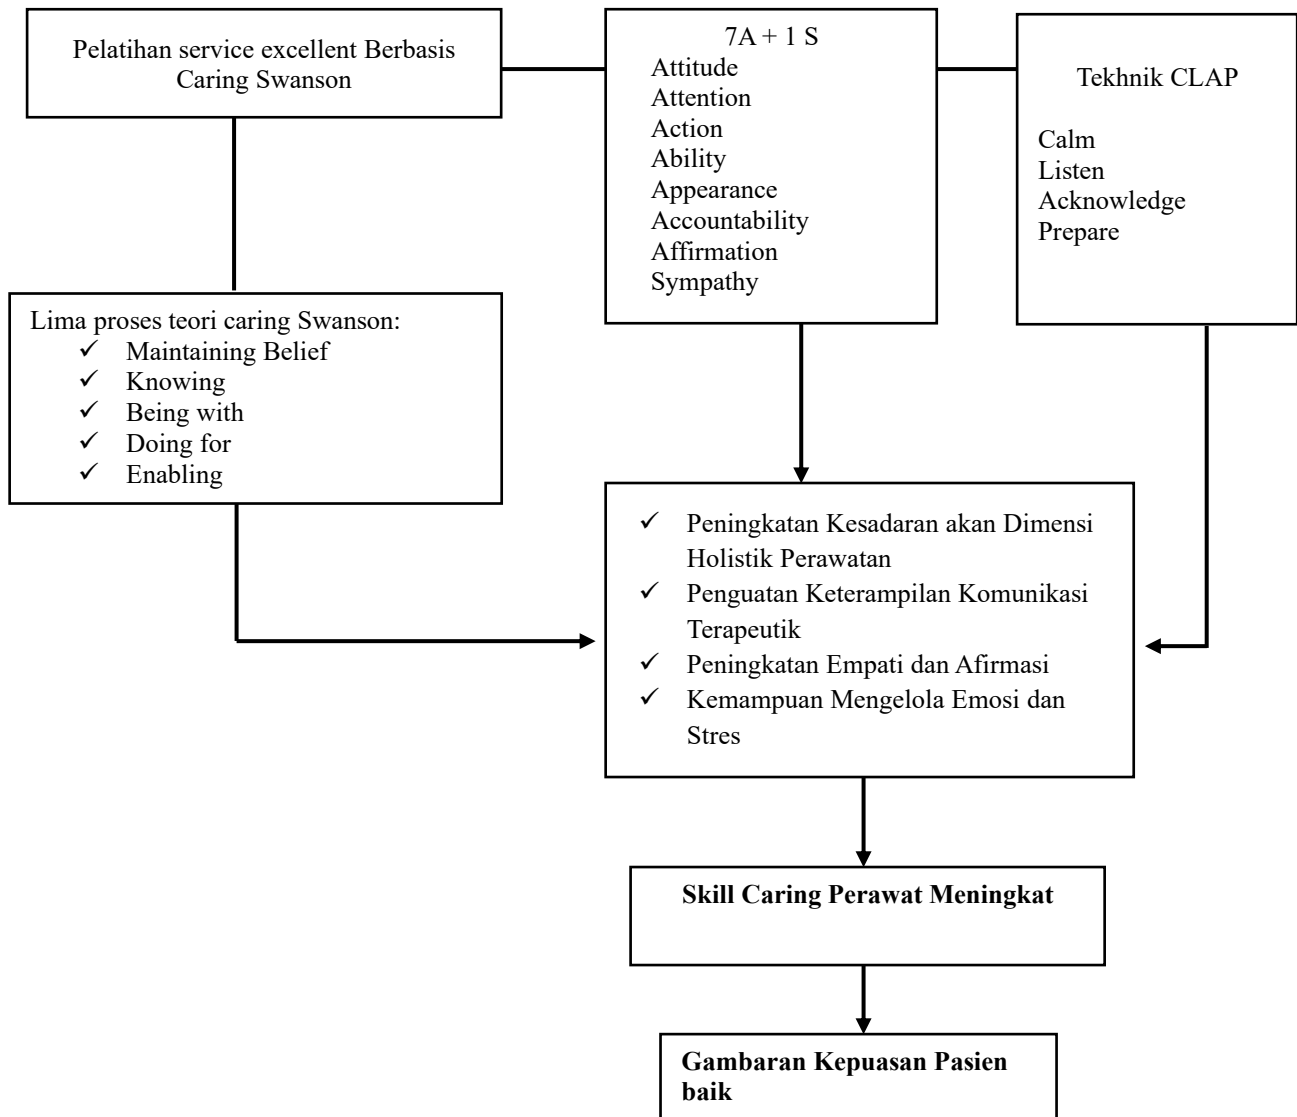 Pelatihan service excellent Berbasis
Caring Swanson
7A + 1 S
Attitude
Attention
Action
Ability
Appearance
Accountability
Affirmation
Sympathy
Tekhnik CLAP
Calm
Listen
Acknowledge
Prepare
Lima proses teori caring Swanson:
✓ Maintaining Belief
✓ Knowing
✓ Being with
✓ Doing for
✓ Enabling
✓ Peningkatan Kesadaran akan Dimensi
Holistik Perawatan
✓ Penguatan Keterampilan Komunikasi
Terapeutik
✓ Peningkatan Empati dan Afirmasi
✓ Kemampuan Mengelola Emosi dan
Stres
Skill Caring Perawat Meningkat
Gambaran Kepuasan Pasien
baik